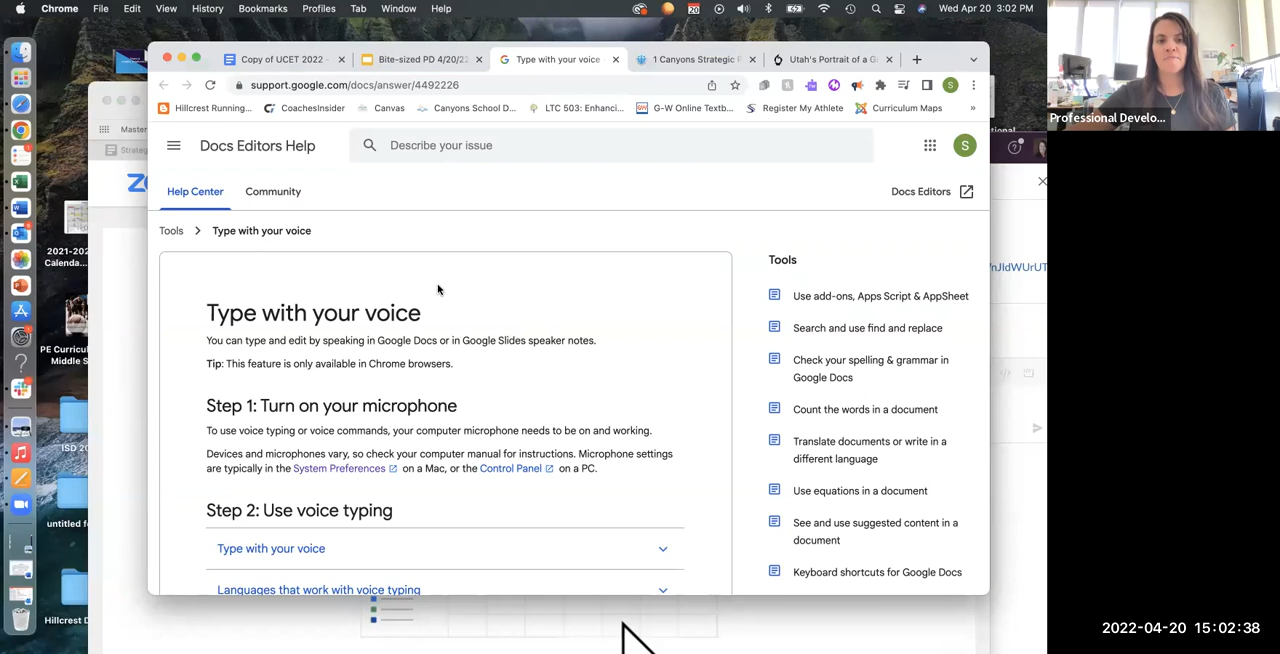 Chrome File Edit View History Bookmarks Profiles Tab Window Help
20
Wed Apr 20 3:02 PM
Copy of UCET 2022 -
Bite-sized PD 4/20/22
Type with your voice
1 Canyons Strategic P
Utah's Portrait of a G
support.google.com/docs/answer/4492226
S
Hillcrest Running...
CoachesInsider
Canvas
Canyons School D...
LTC 503: Enhanci...
G-W Online Textb...
Register My Athlete
Curriculum Maps
»
Professional Develo...
Master
Strateg
Docs Editors Help
Describe your issue
S
Help Center
Community
Docs Editors
Tools > Type with your voice
Type with your voice
You can type and edit by speaking in Google Docs or in Google Slides speaker notes.
Tip: This feature is only available in Chrome browsers.
Step 1: Turn on your microphone
To use voice typing or voice commands, your computer microphone needs to be on and working.
Devices and microphones vary, so check your computer manual for instructions. Microphone settings
are typically in the System Preferences on a Mac, or the Control Panel on a PC.
Step 2: Use voice typing
Type with your voice
Languages that work with voice typing
Tools
Use add-ons, Apps Script & AppSheet
Search and use find and replace
Check your spelling & grammar in
Google Docs
Count the words in a document
Translate documents or write in a
different language
Use equations in a document
See and use suggested content in a
document
Keyboard shortcuts for Google Docs
2021-202
Calenda...
PE Curricul
Middle S
ISD 20
untitled fo
Hillcrest D
tional
nJIdWUrUT
2022-04-20 15:02:38